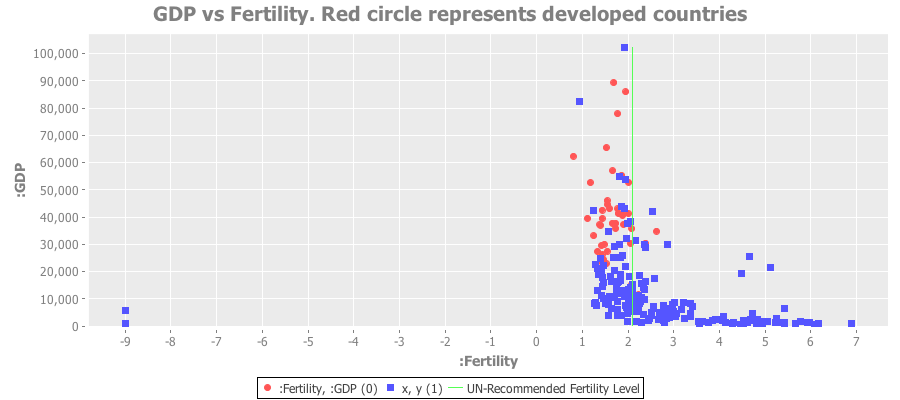 GDP vs Fertility. Red circle represents developed countries
:GDP
100,000
90,000
80,000
70,000
60,000
50,000
40,000
30,000
20,000
10,000
0
-9 -8 -7 -6 -5 -4 -3 -2 -1 0 1 2 3 4 5 6 7
:Fertility
:Fertility, :GDP (0) x, y (1) UN-Recommended Fertility Level